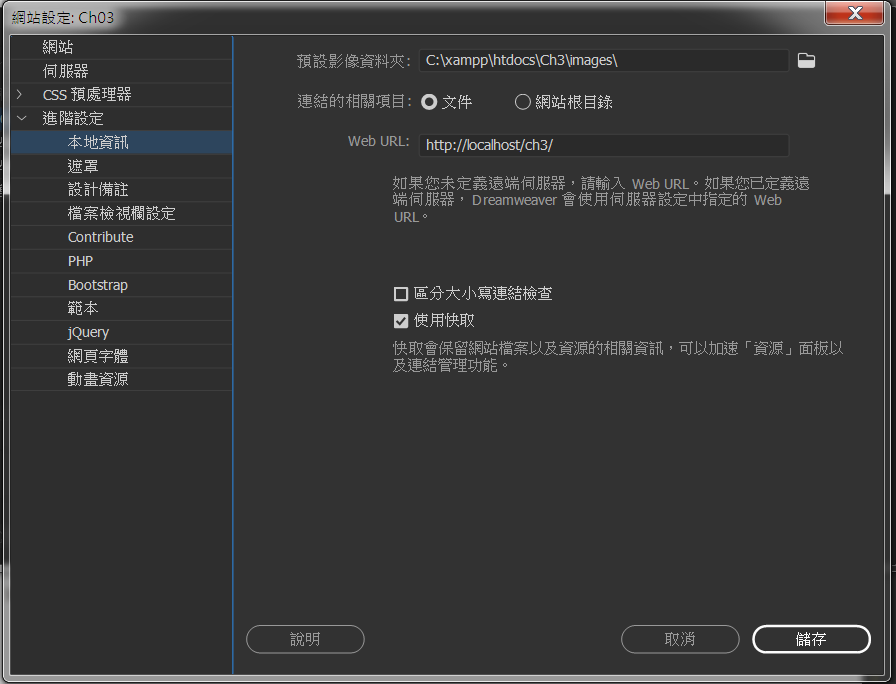 網站設定: Ch03
網站
伺服器
CSS 預處理器
進階設定
本地資訊
遮罩
設計備註
檔案檢視欄設定
Contribute
PHP
Bootstrap
範本
jQuery
網頁字體
動畫資源
預設影像資料夾: C:\xampp\htdocs\Ch3\images\
連結的相關項目: 文件 網站根目錄
Web URL: http://localhost/ch3/
如果您未定義遠端伺服器，請輸入 Web URL。如果您已定義遠
端伺服器， Dreamweaver 會使用伺服器設定中指定的 Web
URL。
區分大小寫連結檢查
使用快取
快取會保留網站檔案以及資源的相關資訊，可以加速「資源」面板以
及連結管理功能。
說明 取消 儲存